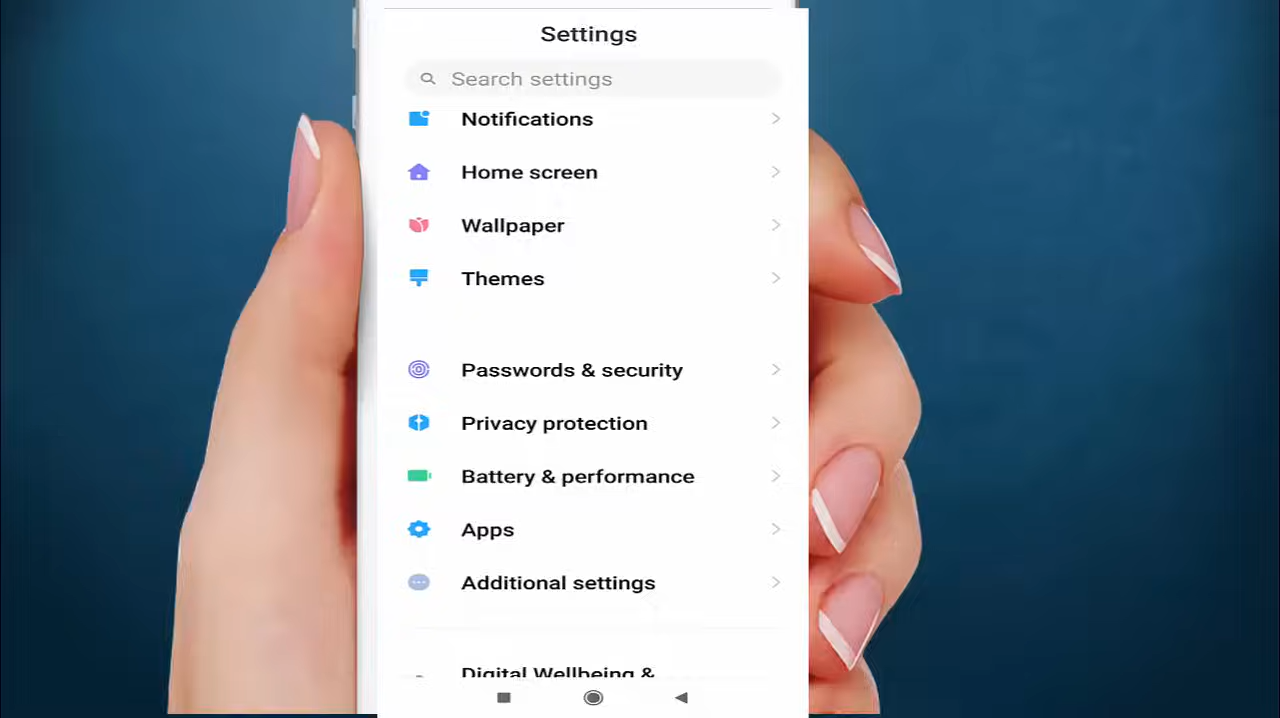 Settings
Search settings
Notifications
Home screen
Wallpaper
Themes
Passwords & security
Privacy protection
Battery & performance
Apps
Additional settings
Digital Wellbeing &